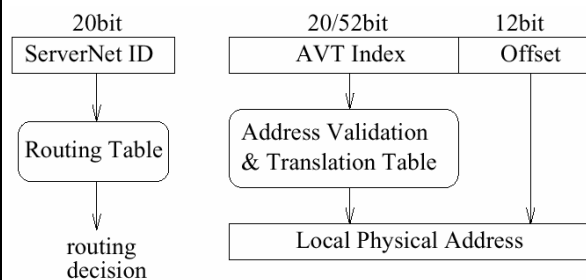 20bit
20/52bit
12bit
ServerNet ID
AVT Index
Offset
Routing Table
Address Validation
& Translation Table
Local Physical Address
routing
decision